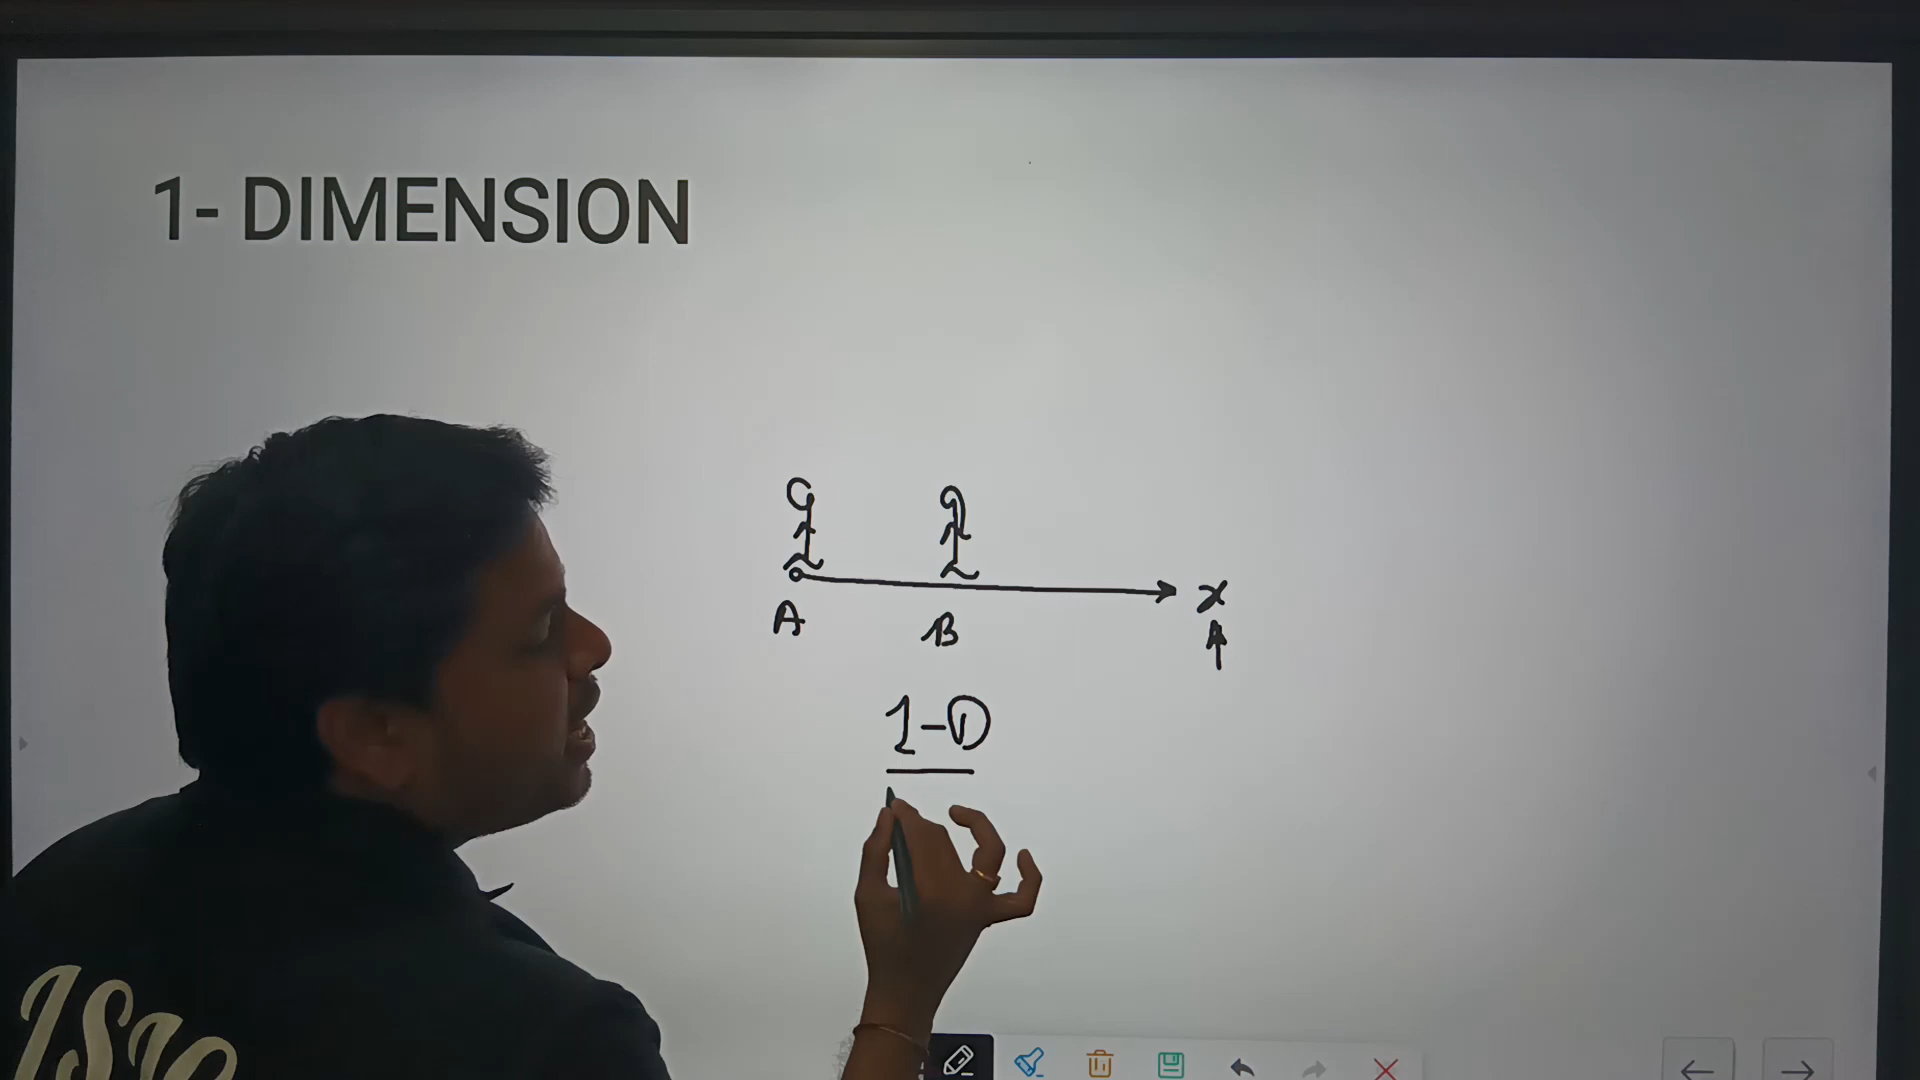 1- DIMENSION
x
A B
1-D